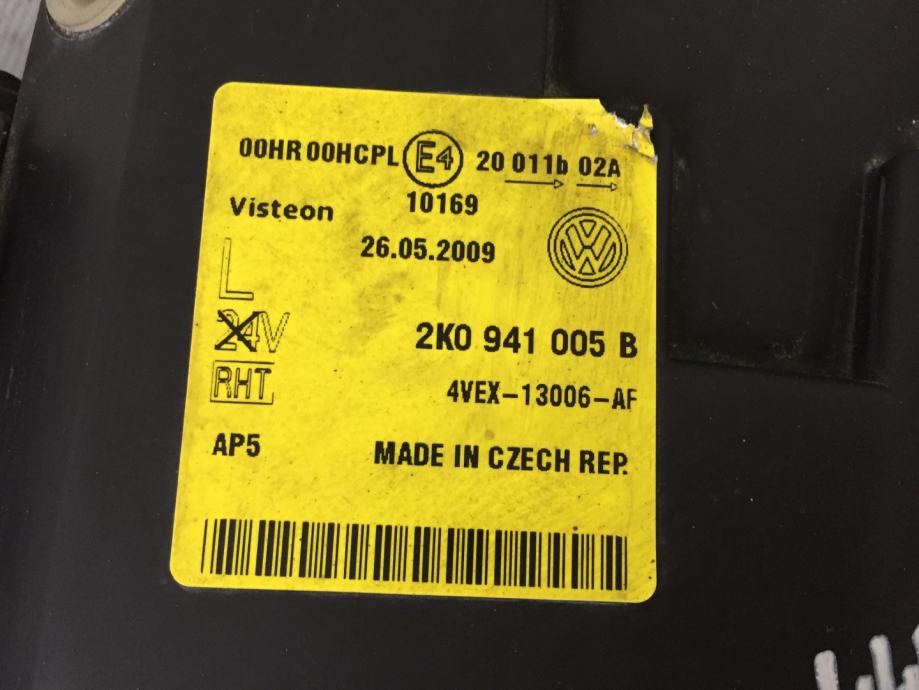 00HR 00HCPL E4 20 011b 02A
10169
Visteon
26.05.2009
VW
L
24V
2K0 941 005 B
RHT
4VEX-13006-AF
AP5
MADE IN CZECH REP.